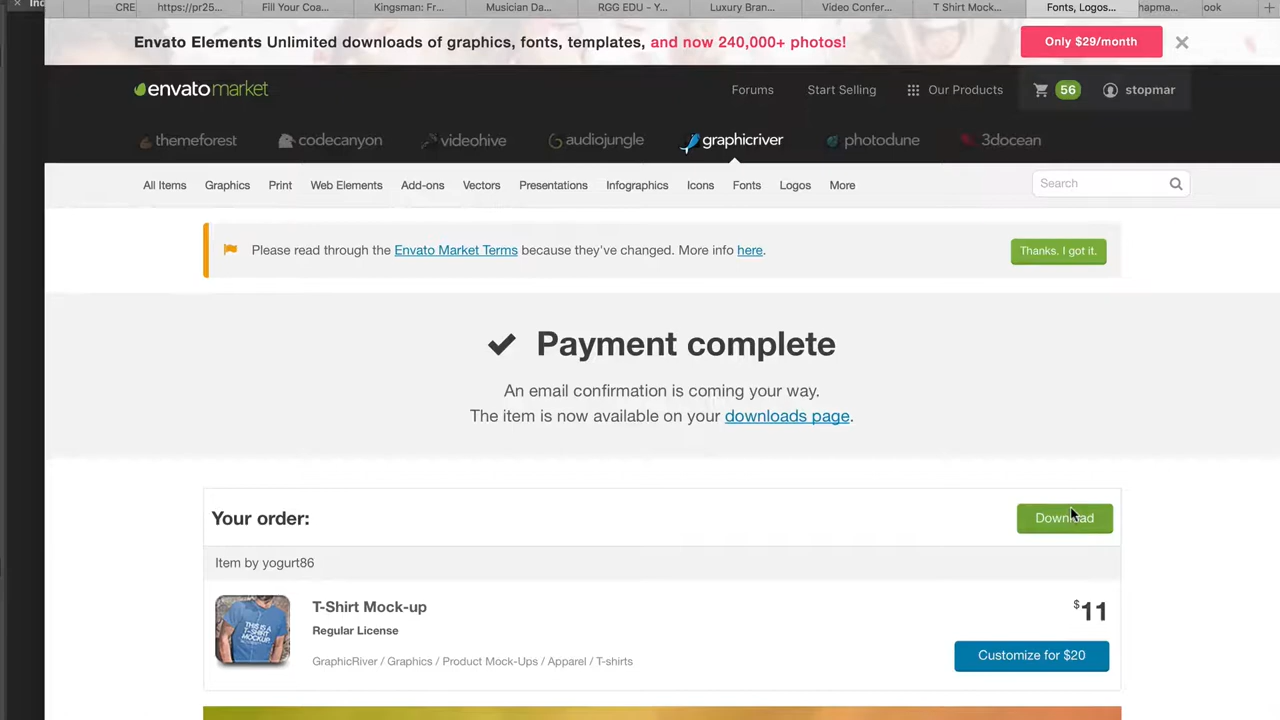 Ind
CRE
https://pr25...
Fill Your Coa...
Kingsman: Fr...
Musician Da...
RGG EDU - Y...
Luxury Bran...
Video Confer...
T Shirt Mock...
Fonts, Logos...
hapma...
ook
Envato Elements Unlimited downloads of graphics, fonts, templates, and now 240,000+ photos!
Only $29/month
envatomarket
Forums
Start Selling
Our Products
56
stopmar
themeforest
codecanyon
videohive
audiojungle
graphicriver
photodune
3docean
All Items
Graphics
Print
Web Elements
Add-ons
Vectors
Presentations
Infographics
Icons
Fonts
Logos
More
Search
Please read through the Envato Market Terms because they've changed. More info here.
Thanks. I got it.
Payment complete
An email confirmation is coming your way.
The item is now available on your downloads page.
Your order:
Download
Item by yogurt86
THIS IS A
T-SHIRT
MOCKUP
T-Shirt Mock-up
Regular License
$11
GraphicRiver / Graphics / Product Mock-Ups / Apparel / T-shirts
Customize for $20